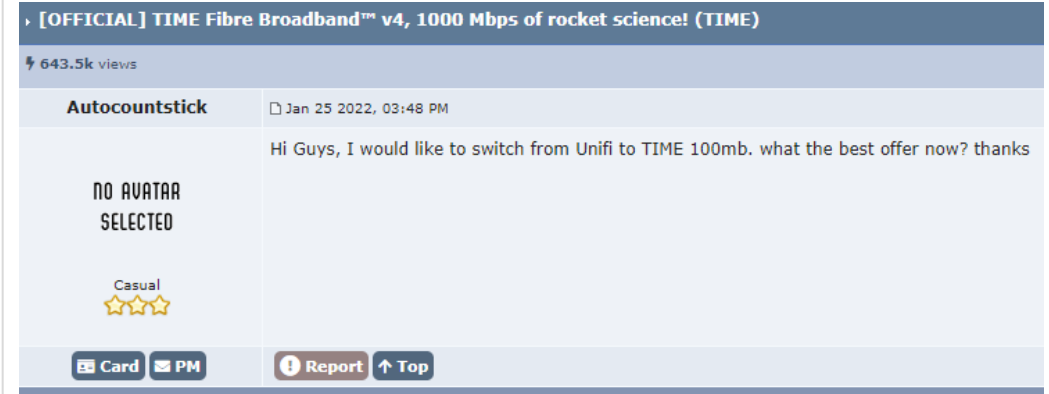 [OFFICIAL] TIME Fibre Broadband™ v4, 1000 Mbps of rocket science! (TIME)
643.5k views
Autocountstick
Jan 25 2022, 03:48 PM
Hi Guys, I would like to switch from Unifi to TIME 100mb. what the best offer now? thanks
NO AVATAR
SELECTED
Casual
Card PM Report Top